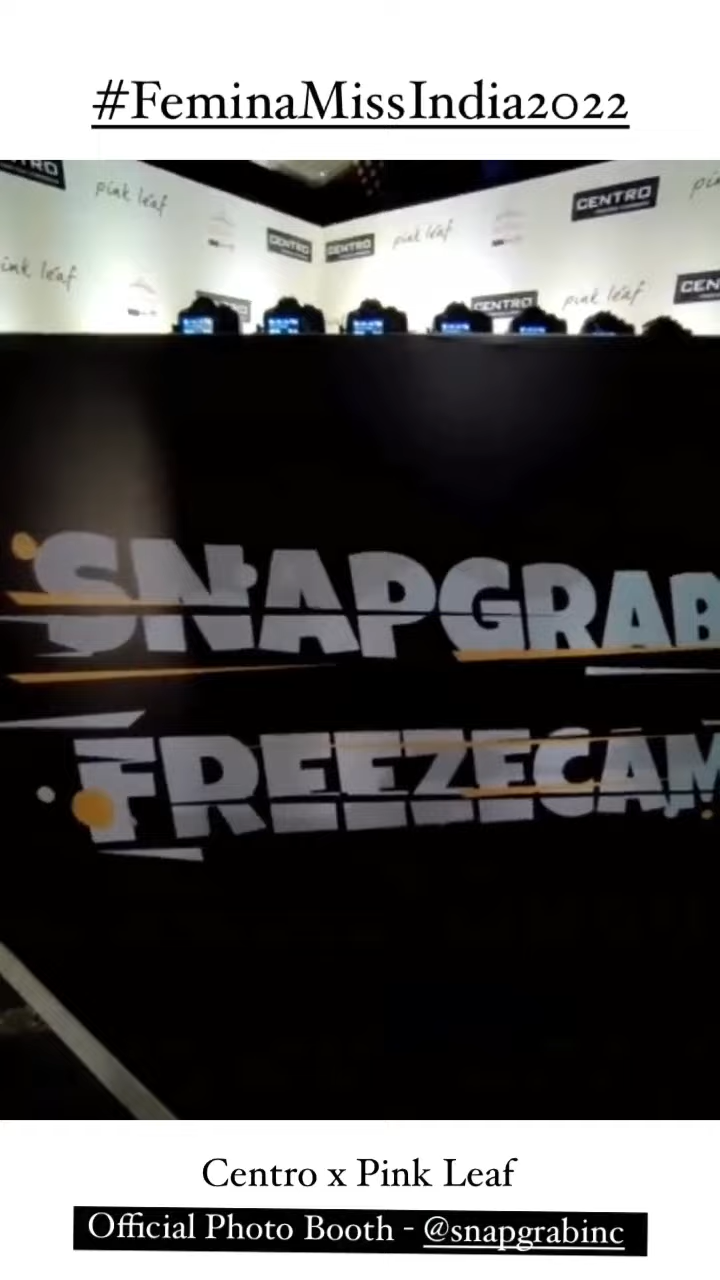 #FeminaMissIndia2022
pink leaf
CENTRO
pink leaf
CENTRO
CENTRO
pink leaf
CENTRO
CENTRO
pink leaf
SNAPGRAB
FREEZECAM
Centro x Pink Leaf
Official Photo Booth - @snapgrabinc